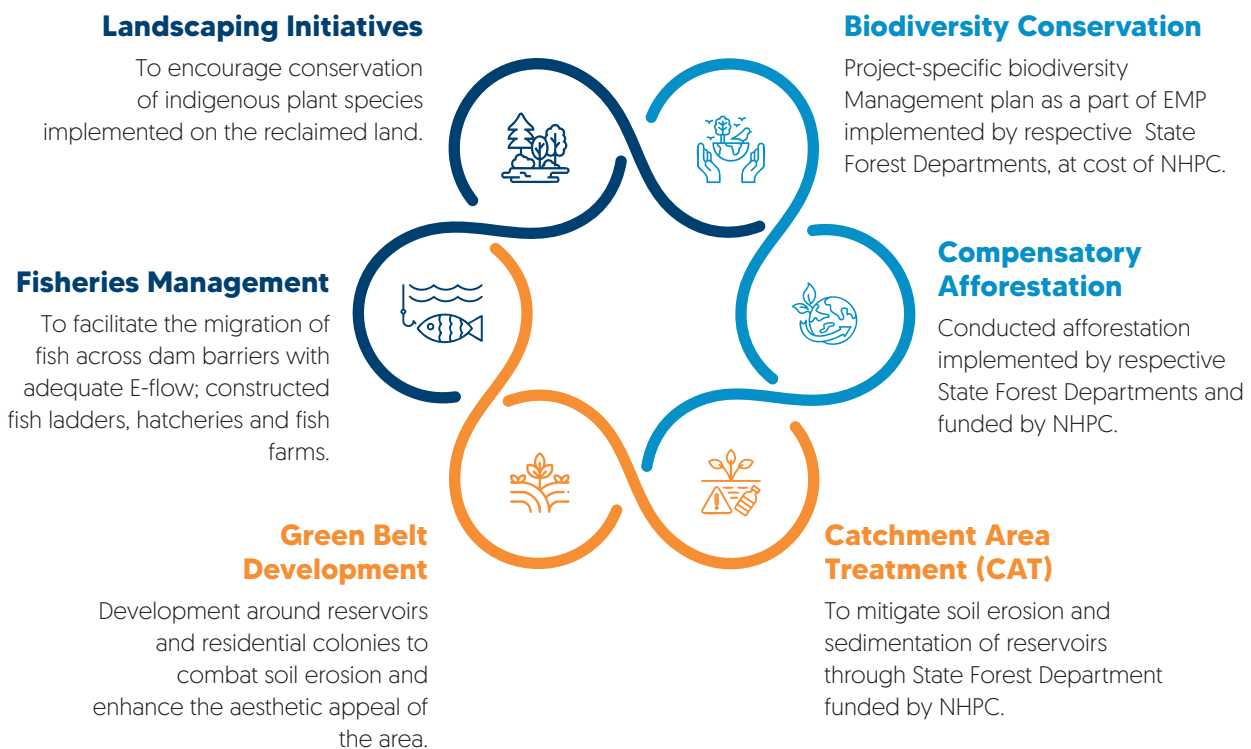 Landscaping Initiatives
To encourage conservation
of indigenous plant species
implemented on the reclaimed land.
Biodiversity Conservation
Project-specific biodiversity
Management plan as a part of EMP
implemented by respective State
Forest Departments, at cost of NHPC.
Fisheries Management
To facilitate the migration of
fish across dam barriers with
adequate E-flow; constructed
fish ladders, hatcheries and fish
farms.
Compensatory
Afforestation
Conducted afforestation
implemented by respective
State Forest Departments and
funded by NHPC.
Green Belt
Development
Development around reservoirs
and residential colonies to
combat soil erosion and
enhance the aesthetic appeal of
the area.
Catchment Area
Treatment (CAT)
To mitigate soil erosion and
sedimentation of reservoirs
through State Forest Department
funded by NHPC.